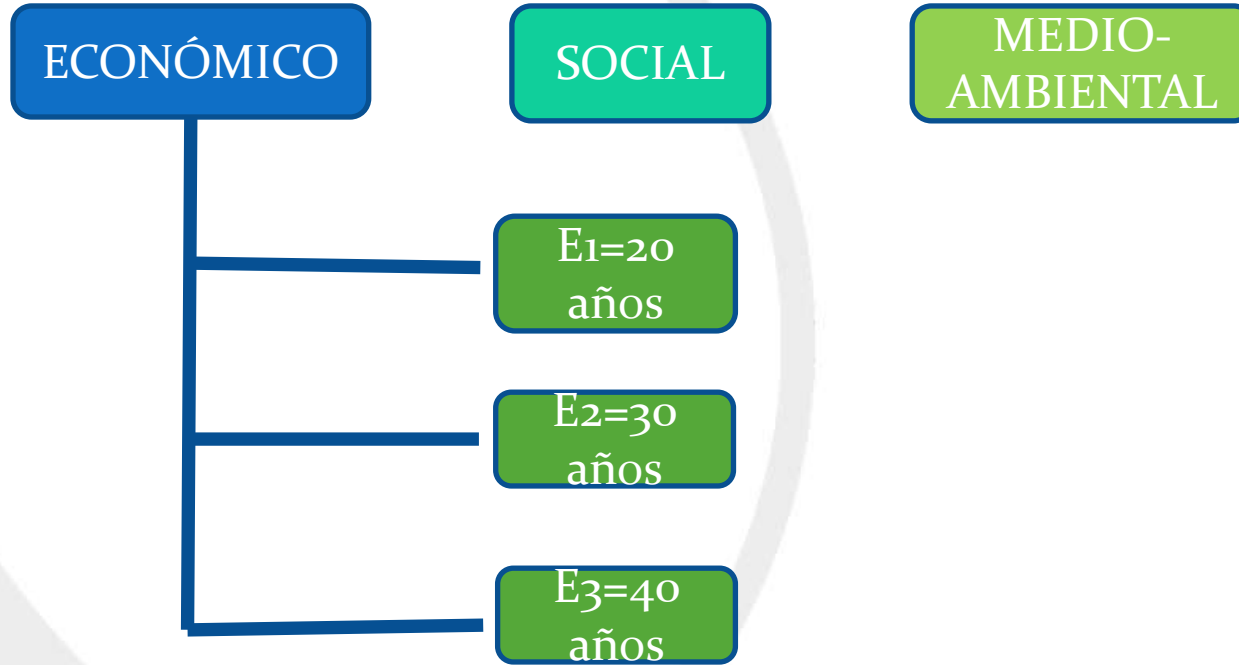 ECONÓMICO
SOCIAL
MEDIO-
AMBIENTAL
E1=20
años
E2=30
años
E3=40
años